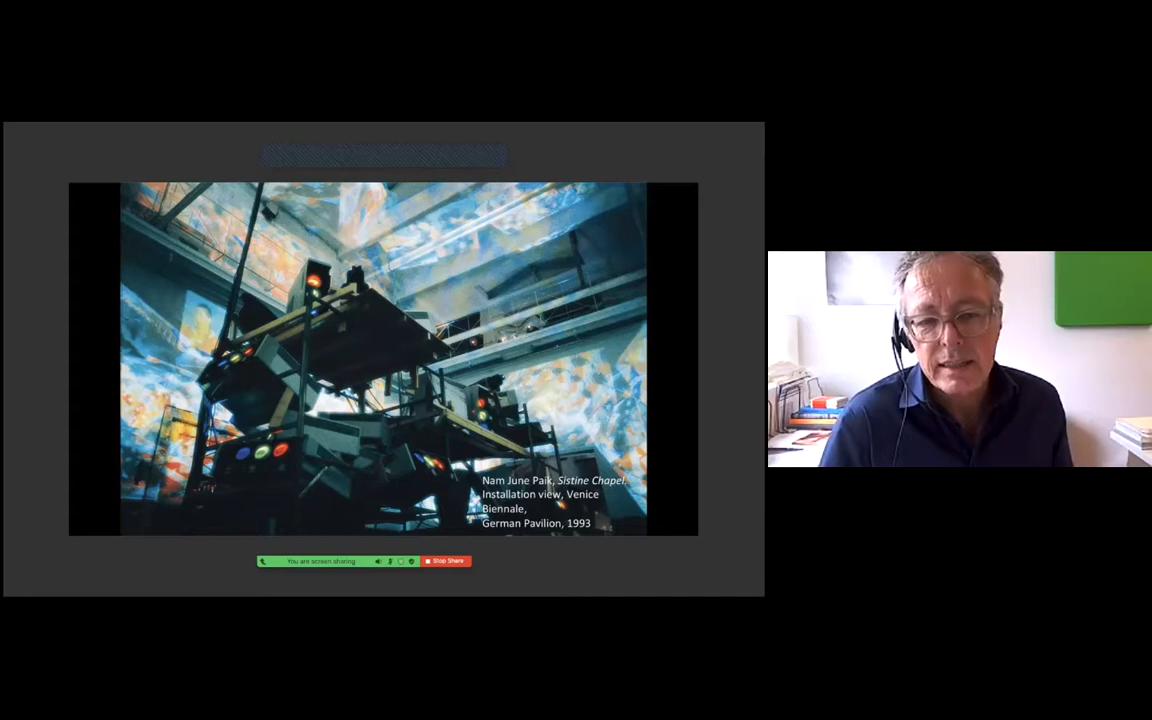 Nam June Paik, Sistine Chapel.
Installation view, Venice
Biennale,
German Pavilion, 1993
You are screen sharing
Stop Share